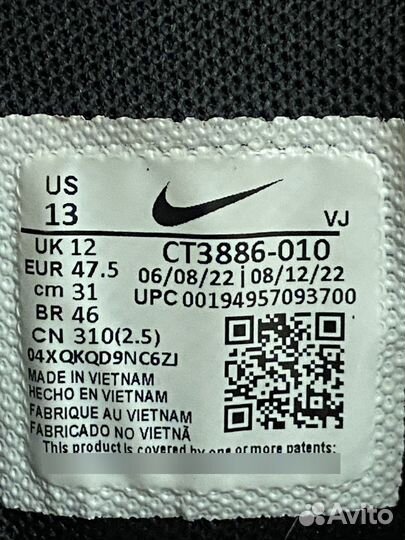 US
13
VJ
UK 12
EUR 47.5
cm 31
BR 46
CN 310(2.5)
CT3886-010
06/08/22 | 08/12/22
UPC 00194957093700
04XQKQD9NC6ZJ
MADE IN VIETNAM
HECHO EN VIETNAM
FABRIQUE AU VIETNAM
FABRICADO NO VIETNÃ
This product is covered by one or more patents:
Avito